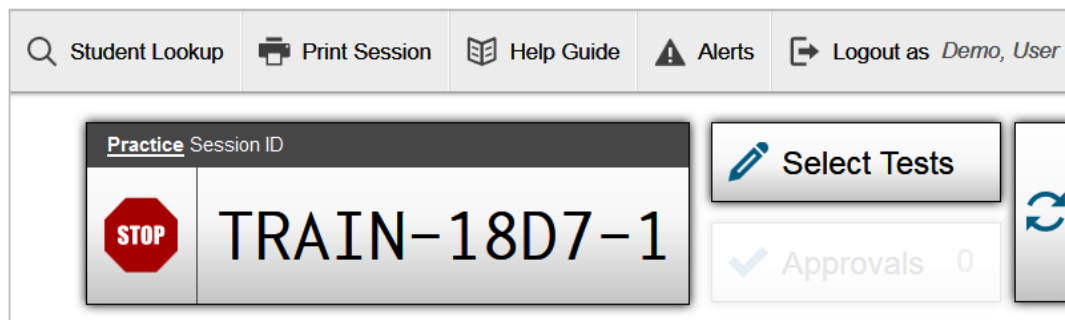 Student Lookup Print Session Help Guide Alerts Logout as Demo, User
Practice Session ID
STOP TRAIN-18D7-1
Select Tests
Approvals 0